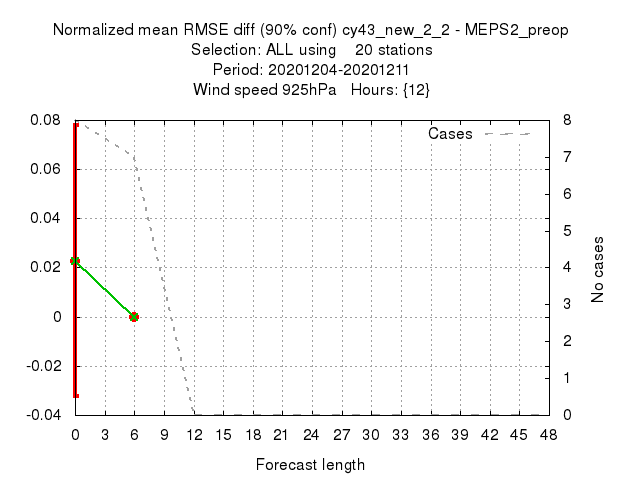 Normalized mean RMSE diff (90% conf) cy43_new_2_2 - MEPS2_preop
Selection: ALL using 20 stations
Period: 20201204-20201211
Wind speed 925hPa Hours: {12}
Cases
0.08
0.06
0.04
0.02
0
-0.02
-0.04
8
7
6
5
4
3
2
1
0
No cases
0 3 6 9 12 15 18 21 24 27 30 33 36 39 42 45 48
Forecast length